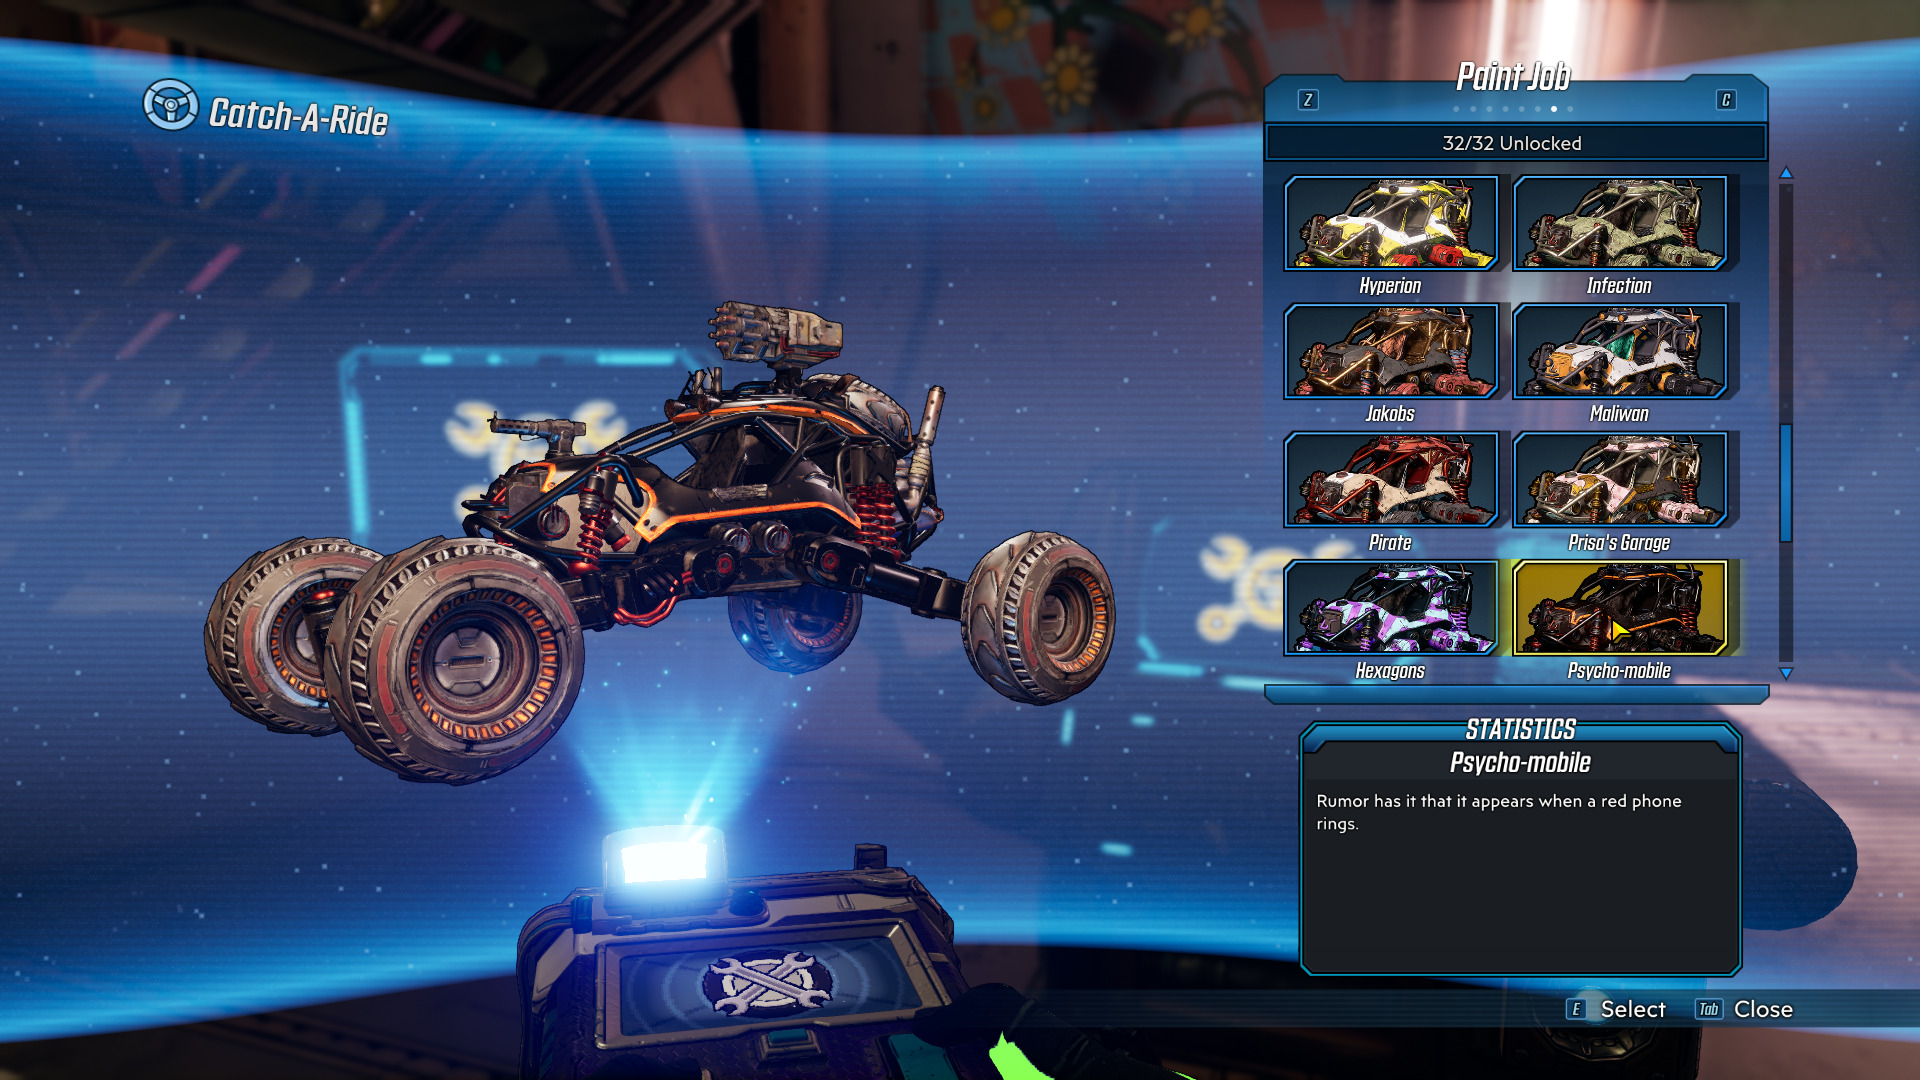 Catch-A-Ride
Paint Job
Z
C
32/32 Unlocked
Hyperion
Infection
Jakobs
Maliwan
Pirate
Prisa's Garage
Hexagons
Psycho-mobile
STATISTICS
Psycho-mobile
Rumor has it that it appears when a red phone
rings.
E Select Tab Close